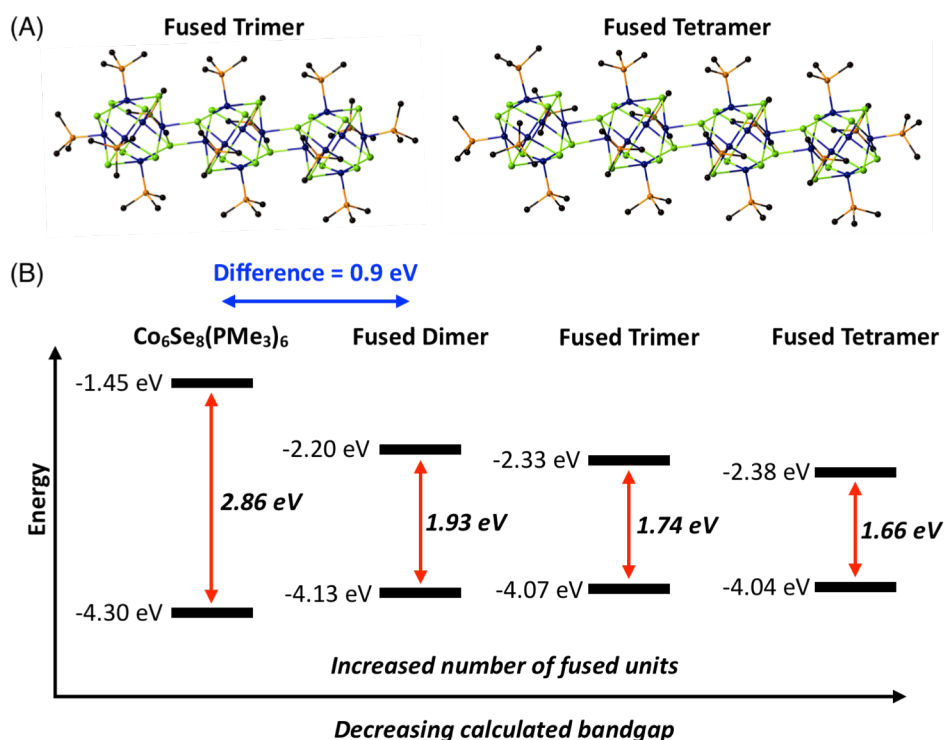 (A)
Fused Trimer
Fused Tetramer
(B)
Difference = 0.9 eV
Co₆Se₈(PMe₃)₆
Fused Dimer
Fused Trimer
Fused Tetramer
-1.45 eV
-2.20 eV
-2.33 eV
-2.38 eV
Energy
2.86 eV
1.93 eV
1.74 eV
1.66 eV
-4.30 eV
-4.13 eV
-4.07 eV
-4.04 eV
Increased number of fused units
Decreasing calculated bandgap